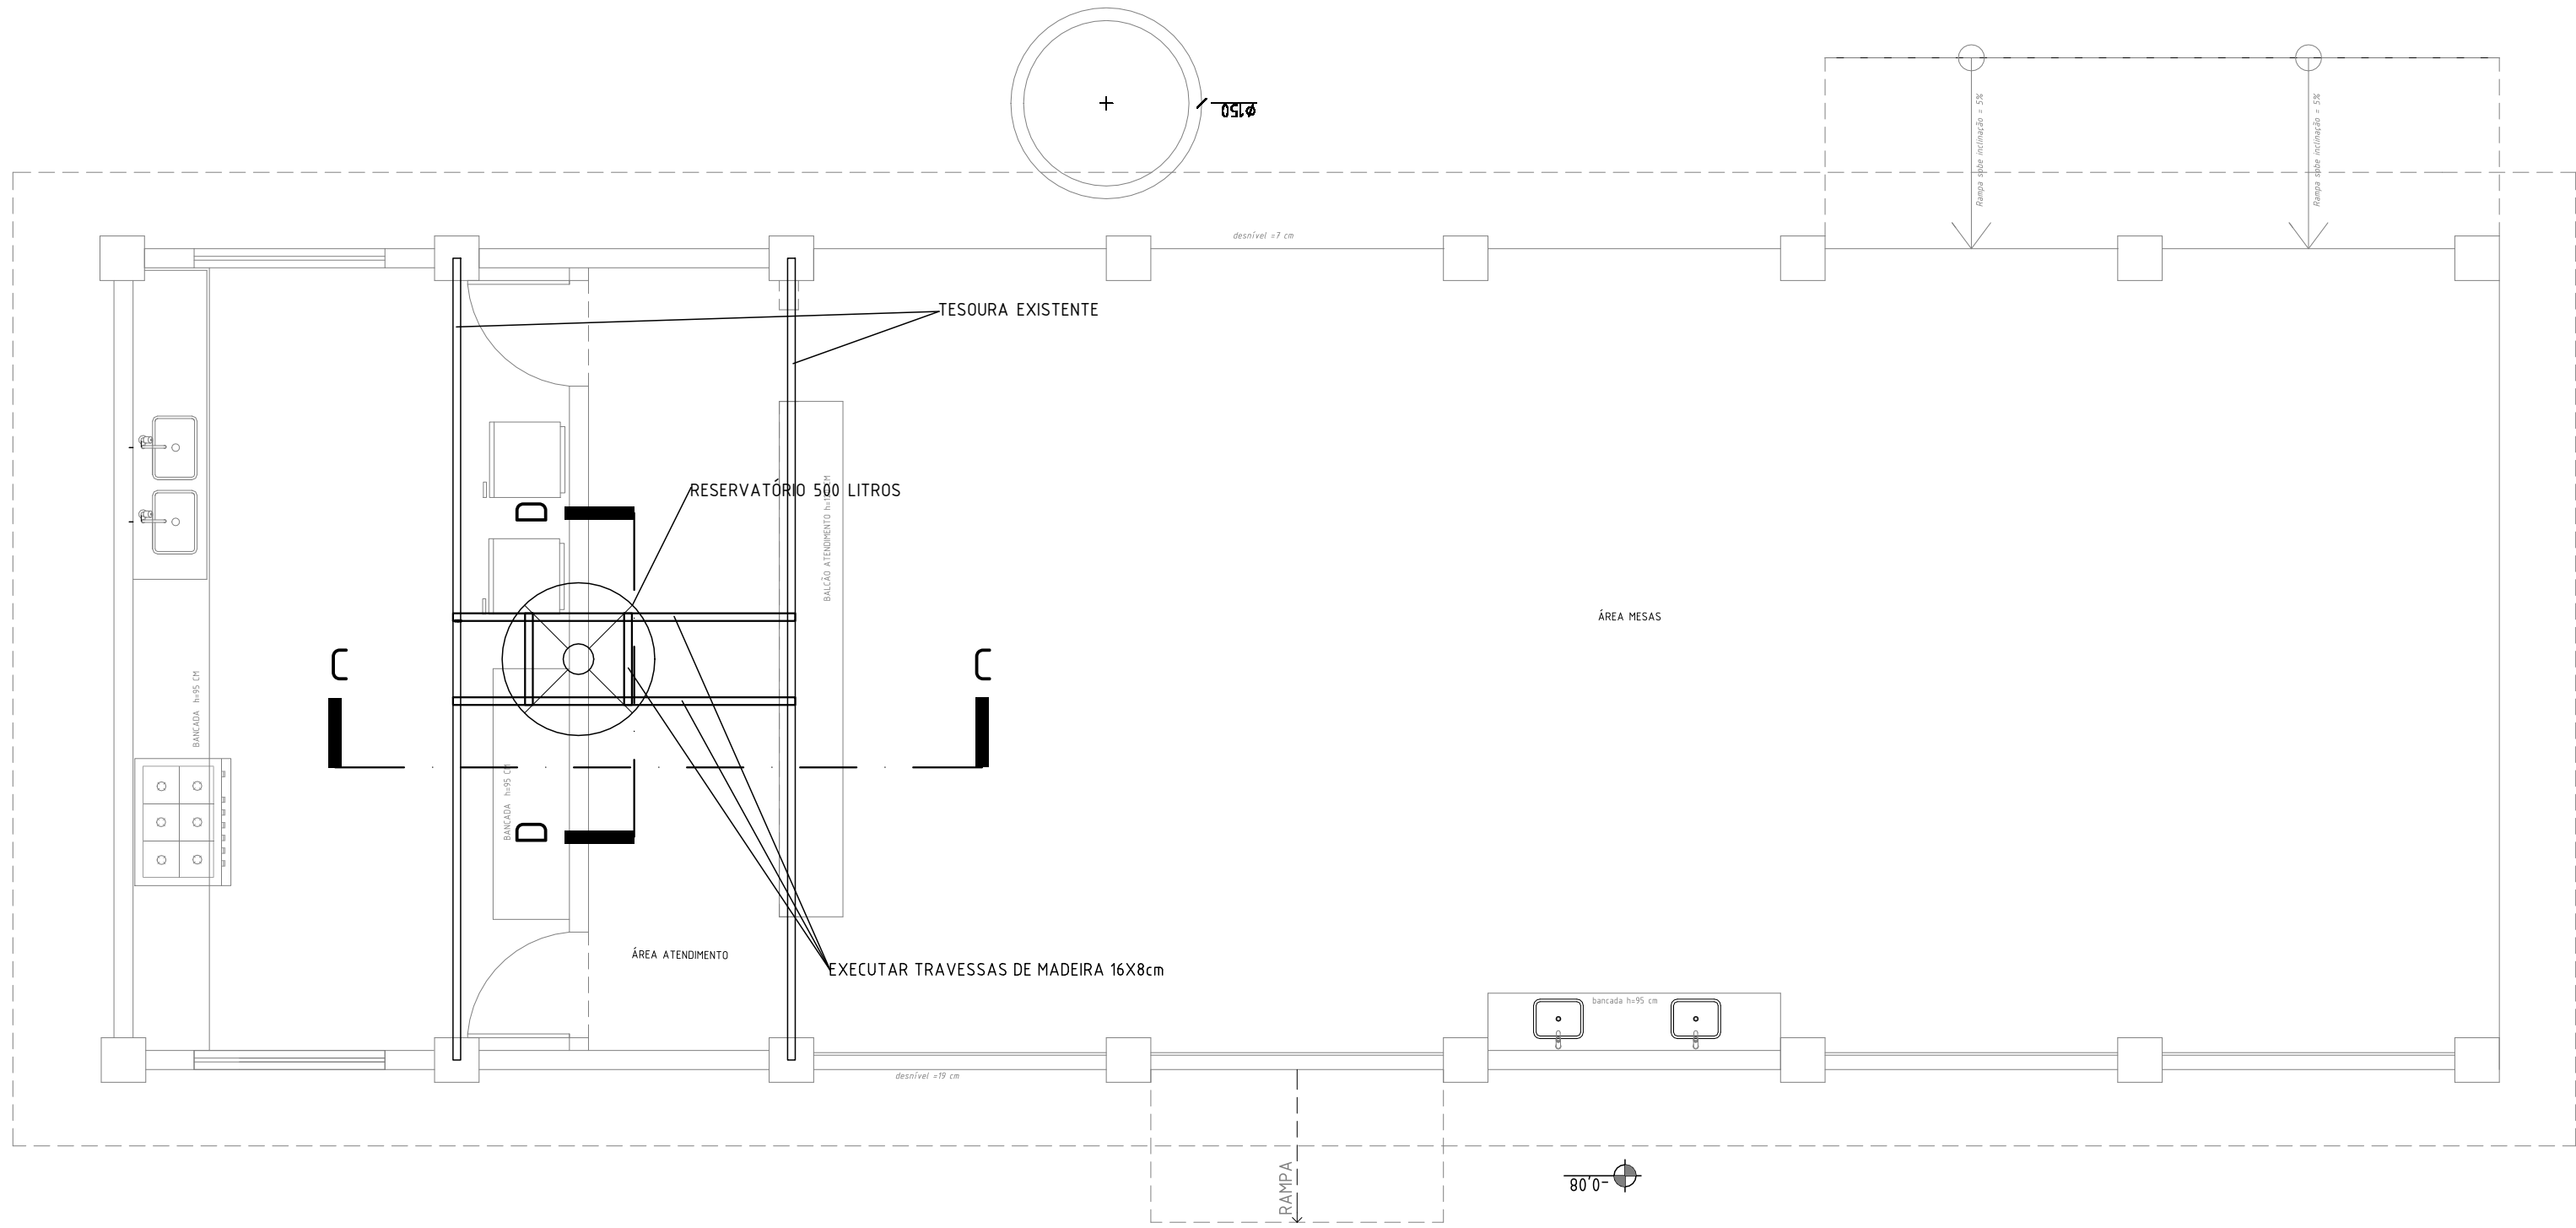 ø150
Rampa sobe inclinação = 5%
Rampa sobe inclinação = 5%
desnível =7 cm
TESOURA EXISTENTE
RESERVATÓRIO 500 LITROS
D
BALCÃO ATENDIMENTO
ÁREA MESAS
C
C
BANCADA h=95 CM
BANCADA h=95 CM
D
ÁREA ATENDIMENTO
EXECUTAR TRAVESSAS DE MADEIRA 16X8cm
bancada h=95 cm
desnível =19 cm
RAMPA
-0,08